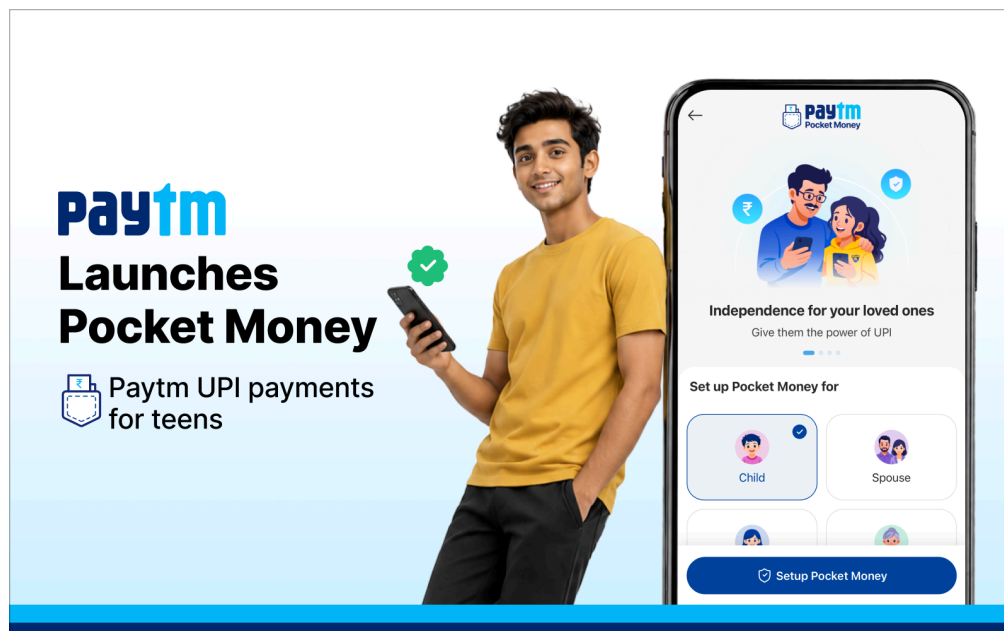 paytm
Launches
Pocket Money
₹
Paytm UPI payments
for teens
paytm
Pocket Money
₹
Independence for your loved ones
Give them the power of UPI
Set up Pocket Money for
Child
Spouse
Setup Pocket Money